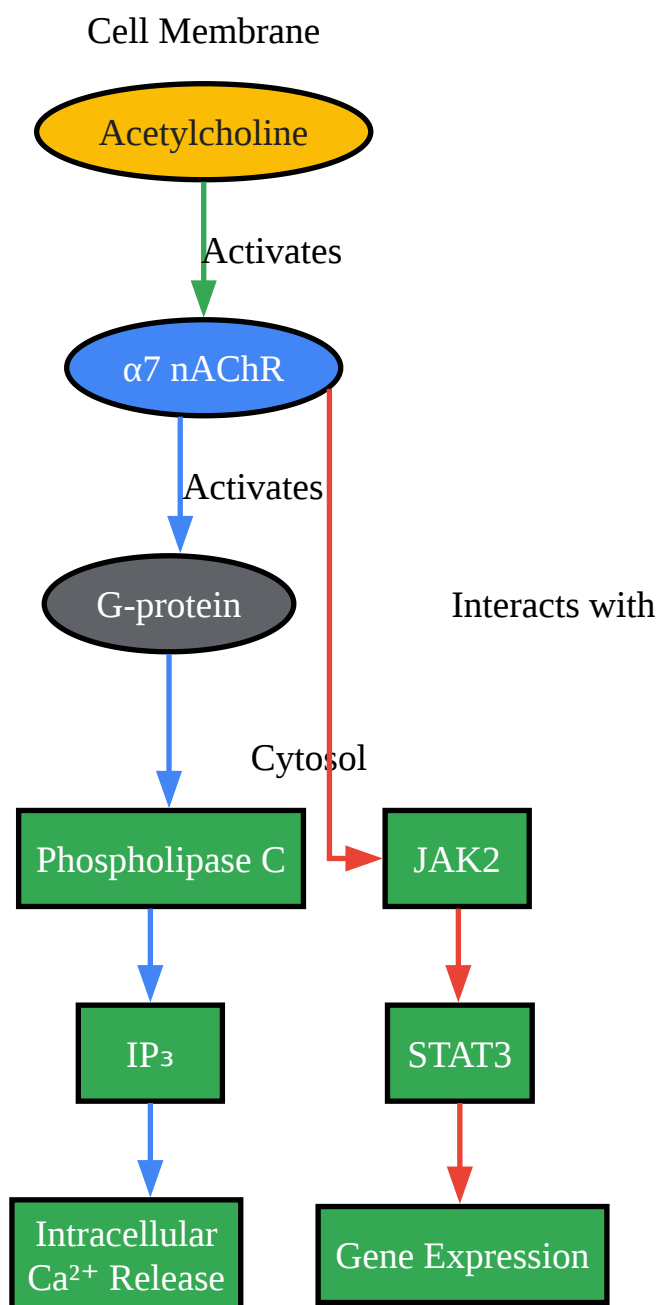 Cell Membrane
Acetylcholine
Activates
α7 nAChR
Activates
G-protein
Interacts with
Cytosol
Phospholipase C
JAK2
IP₃
STAT3
Intracellular
Ca²⁺ Release
Gene Expression